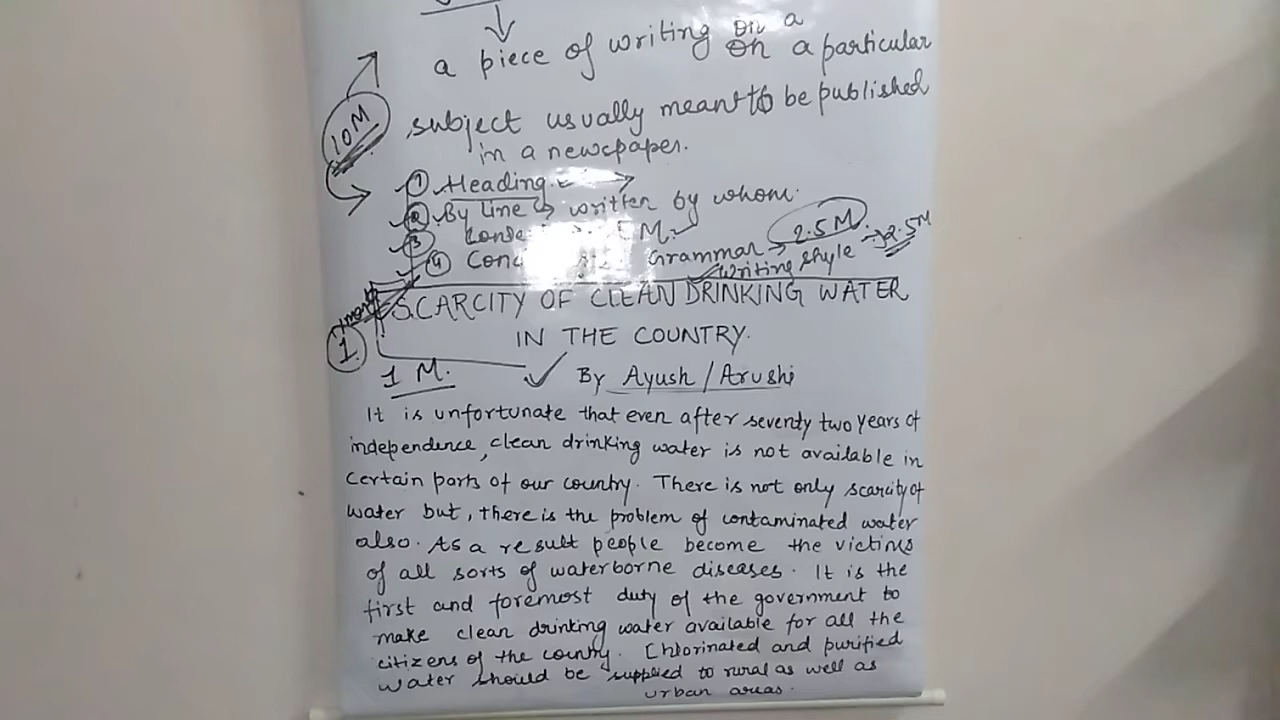 on a
a piece of writing on a particular
subject usually meant to be published
in a newspaper.
10M
① Heading.
② By line → written by whom.
③ M.
④ Grammar → 2.5M.
Writing style → 2.5M
SCARCITY OF CLEAN DRINKING WATER
IN THE COUNTRY.
1 mark
1 M.
By Ayush/Arushi
It is unfortunate that even after seventy two years of
independence, clean drinking water is not available in
certain parts of our country. There is not only scarcity of
water but, there is the problem of contaminated water
also. As a result people become the victims
of all sorts of waterborne diseases. It is the
first and foremost duty of the government to
make clean drinking water available for all the
citizens of the country. Chlorinated and purified
water should be supplied to rural as well as
urban areas.